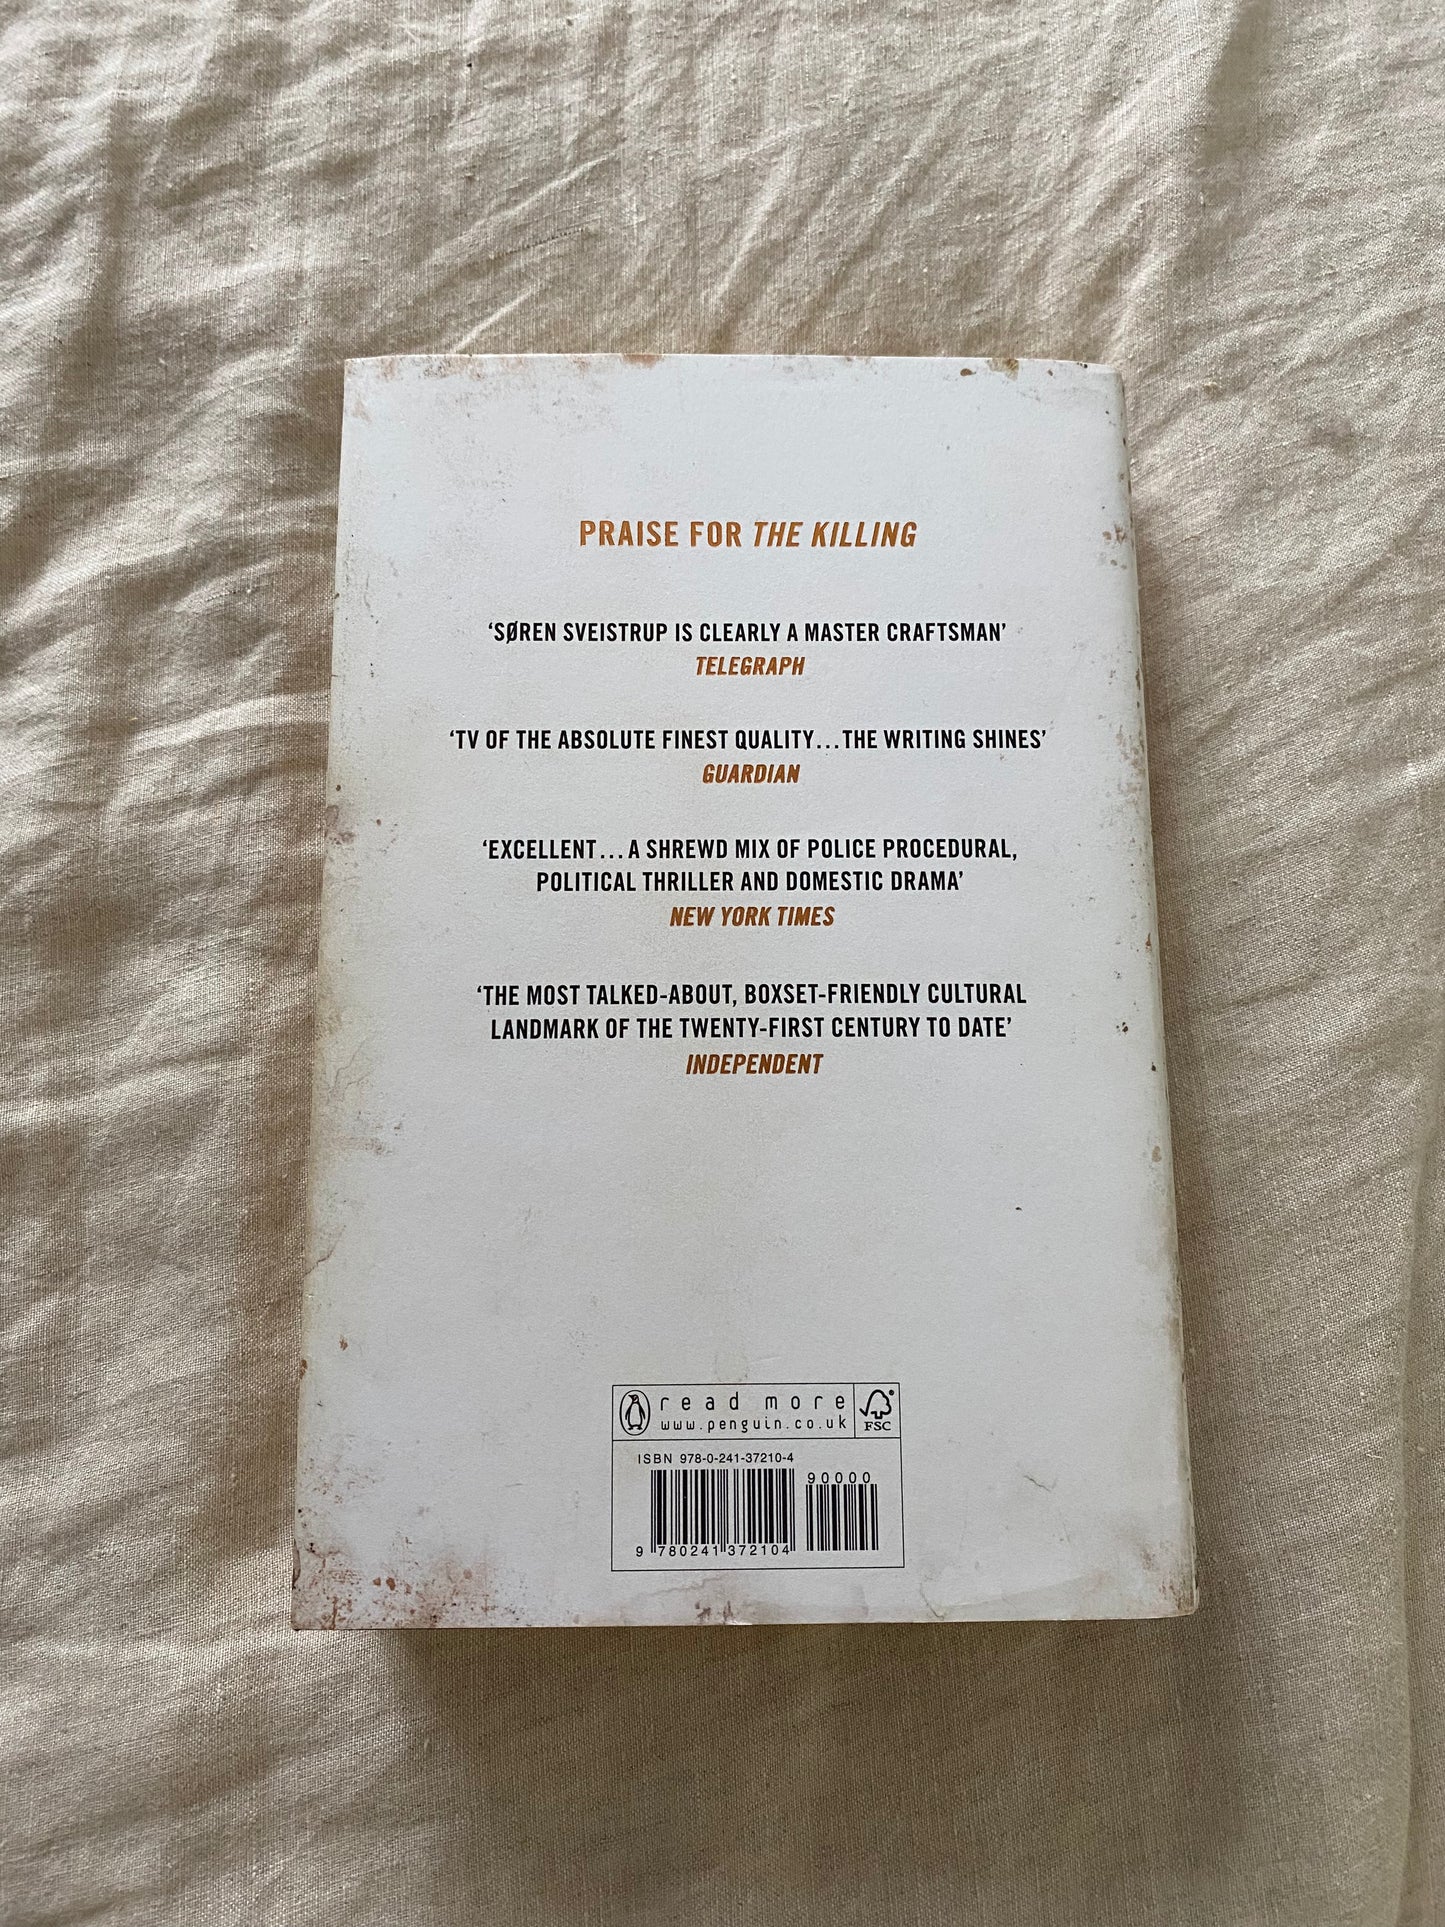 PRAISE FOR THE KILLING
‘SØREN SVEISTRUP IS CLEARLY A MASTER CRAFTSMAN’
TELEGRAPH
‘TV OF THE ABSOLUTE FINEST QUALITY...THE WRITING SHINES’
GUARDIAN
‘EXCELLENT...A SHREWD MIX OF POLICE PROCEDURAL,
POLITICAL THRILLER AND DOMESTIC DRAMA’
NEW YORK TIMES
‘THE MOST TALKED-ABOUT, BOXSET-FRIENDLY CULTURAL
LANDMARK OF THE TWENTY-FIRST CENTURY TO DATE’
INDEPENDENT
read more
www.penguin.co.uk
FSC
ISBN 978-0-241-37210-4
90000
9 780241 372104